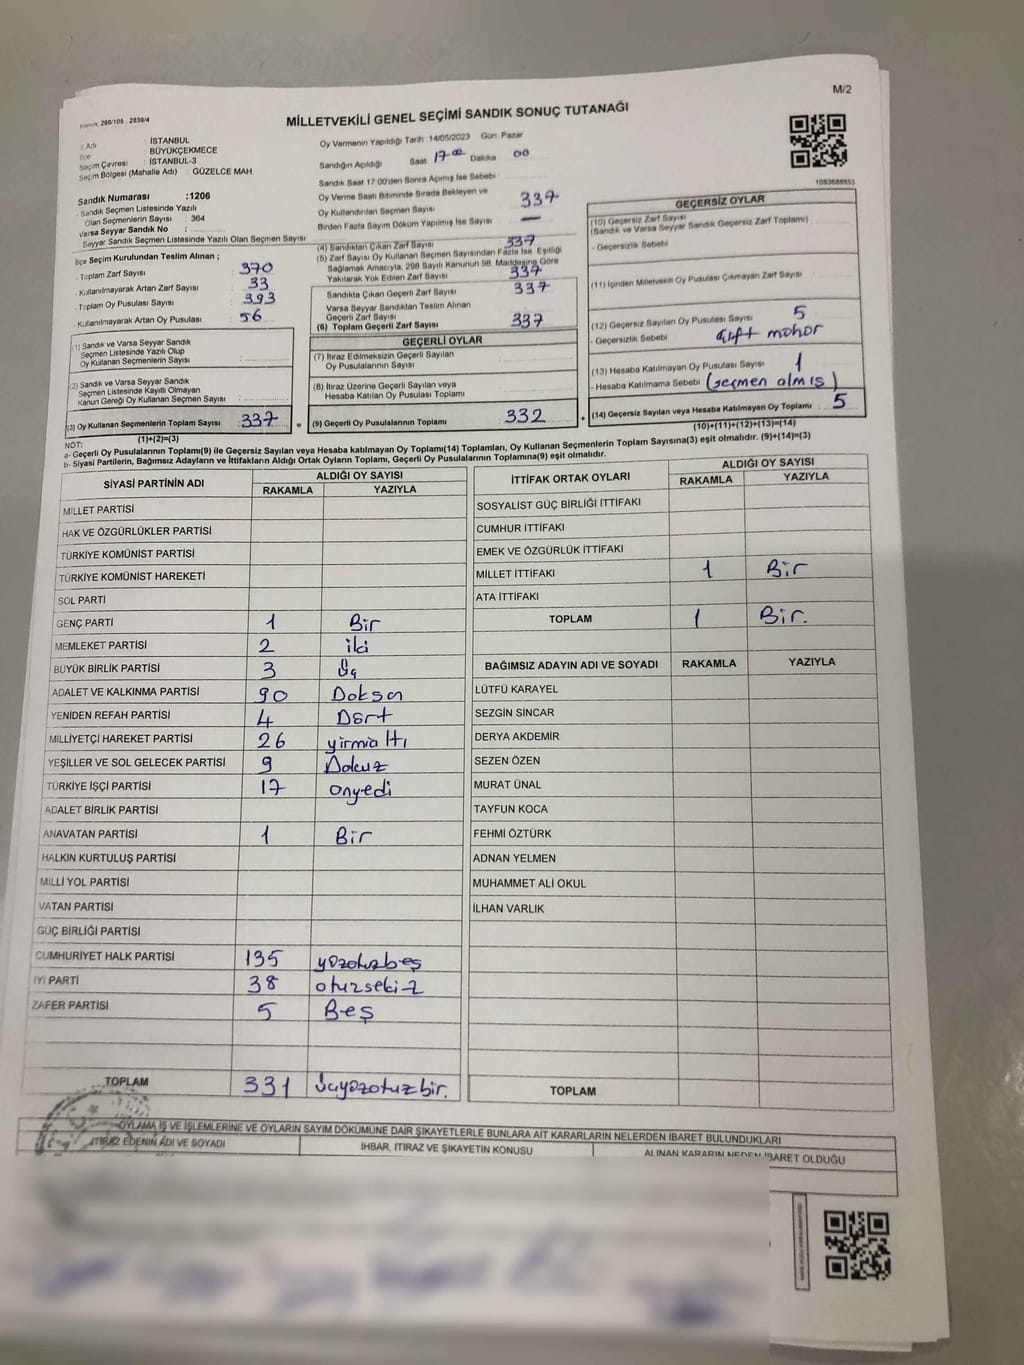 M/2
MİLLETVEKİLİ GENEL SEÇİMİ SANDIK SONUÇ TUTANAĞI
298/109 , 2839/4
Adı : İSTANBUL
İlçe : BÜYÜKÇEKMECE
Seçim Çevresi : İSTANBUL-3
Seçim Bölgesi (Mahalle Adı) : GÜZELCE MAH.
Sandık Numarası :1206
Sandık Seçmen Listesinde Yazılı
Olan Seçmenlerin Sayısı : 364
Varsa Seyyar Sandık No :
Seyyar Sandık Seçmen Listesinde Yazılı Olan Seçmen Sayısı
İlçe Seçim Kurulundan Teslim Alınan ;
- Toplam Zarf Sayısı 370
- Kullanılmayarak Artan Zarf Sayısı : 33
- Toplam Oy Pusulası Sayısı : 393
- Kullanılmayarak Artan Oy Pusulası : 56
(1) Sandık ve Varsa Seyyar Sandık
Seçmen Listesinde Yazılı Olup
Oy Kullanan Seçmenlerin Sayısı :
(2) Sandık ve Varsa Seyyar Sandık
Seçmen Listesinde Kayıtlı Olmayan
Kanun Gereği Oy Kullanan Seçmen Sayısı :
(3) Oy Kullanan Seçmenlerin Toplam Sayısı : 337
(1)+(2)=(3)
Oy Vermenin Yapıldığı Tarih 14/05/2023 Gün: Pazar
Sandığın Açıldığı Saat 17.00 Dakika 00
Sandık Saat 17:00'den Sonra Açımış İse Sebebi
Oy Verme Saati Bitiminde Sırada Bekleyen ve
Oy Kullandırılan Seçmen Sayısı 337
Birden Fazla Sayım Döküm Yapılmış İse Sayısı —
(4) Sandıktan Çıkan Zarf Sayısı 337
(5) Zarf Sayısı Oy Kullanan Seçmen Sayısından Fazla İse, Eşitliği
Sağlamak Amacıyla, 298 Sayılı Kanunun 98. Maddesine Göre
Yakılarak Yok Edilen Zarf Sayısı 337
Sandıkta Çıkan Geçerli Zarf Sayısı : 337
Varsa Seyyar Sandıktan Teslim Alınan
Geçerli Zarf Sayısı
(6) Toplam Geçerli Zarf Sayısı : 337
GEÇERLİ OYLAR
(7) İtiraz Edilmeksizin Geçerli Sayılan
Oy Pusulalarının Sayısı
(8) İtiraz Üzerine Geçerli Sayılan veya
Hesaba Katılan Oy Pusulası Toplamı
= (9) Geçerli Oy Pusulalarının Toplamı : 332
1083688855
GEÇERSİZ OYLAR
(10) Geçersiz Zarf Sayısı
(Sandık ve Varsa Seyyar Sandık Geçersiz Zarf Toplamı)
- Geçersizlik Sebebi
(11) İçinden Milletvekili Oy Pusulası Çıkmayan Zarf Sayısı
(12) Geçersiz Sayılan Oy Pusulası Sayısı : 5
- Geçersizlik Sebebi çift mühür
(13) Hesaba Katılmayan Oy Pusulası Sayısı : 1
- Hesaba Katılmama Sebebi (seçmen almış)
+ (14) Geçersiz Sayılan veya Hesaba Katılmayan Oy Toplamı : 5
(10)+(11)+(12)+(13)=(14)
NOT:
a- Geçerli Oy Pusulalarının Toplamı(9) ile Geçersiz Sayılan veya Hesaba katılmayan Oy Toplamı(14) Toplamları, Oy Kullanan Seçmenlerin Toplam Sayısına(3) eşit olmalıdır. (9)+(14)=(3)
b- Siyasi Partilerin, Bağımsız Adayların ve İttifakların Aldığı Ortak Oyların Toplamı, Geçerli Oy Pusulalarının Toplamına(9) eşit olmalıdır.
SİYASİ PARTİNİN ADI ALDIĞI OY SAYISI
RAKAMLA YAZIYLA
MİLLET PARTİSİ
HAK VE ÖZGÜRLÜKLER PARTİSİ
TÜRKİYE KOMÜNİST PARTİSİ
TÜRKİYE KOMÜNİST HAREKETİ
SOL PARTİ
GENÇ PARTİ 1 Bir
MEMLEKET PARTİSİ 2 iki
BÜYÜK BİRLİK PARTİSİ 3 Üç
ADALET VE KALKINMA PARTİSİ 90 Doksan
YENİDEN REFAH PARTİSİ 4 Dört
MİLLİYETÇİ HAREKET PARTİSİ 26 yirmialtı
YEŞİLLER VE SOL GELECEK PARTİSİ 9 Dokuz
TÜRKİYE İŞÇİ PARTİSİ 17 onyedi
ADALET BİRLİK PARTİSİ
ANAVATAN PARTİSİ 1 Bir
HALKIN KURTULUŞ PARTİSİ
MİLLİ YOL PARTİSİ
VATAN PARTİSİ
GÜÇ BİRLİĞİ PARTİSİ
CUMHURİYET HALK PARTİSİ 135 yüzotuzbeş
İYİ PARTİ 38 otuzsekiz
ZAFER PARTİSİ 5 Beş
TOPLAM 331 üçyüzotuzbir.
İTTİFAK ORTAK OYLARI ALDIĞI OY SAYISI
RAKAMLA YAZIYLA
SOSYALİST GÜÇ BİRLİĞİ İTTİFAKI
CUMHUR İTTİFAKI
EMEK VE ÖZGÜRLÜK İTTİFAKI
MİLLET İTTİFAKI 1 Bir
ATA İTTİFAKI
TOPLAM 1 Bir.
BAĞIMSIZ ADAYIN ADI VE SOYADI RAKAMLA YAZIYLA
LÜTFÜ KARAYEL
SEZGİN SİNCAR
DERYA AKDEMİR
SEZEN ÖZEN
MURAT ÜNAL
TAYFUN KOCA
FEHMİ ÖZTÜRK
ADNAN YELMEN
MUHAMMET ALİ OKUL
İLHAN VARLIK
TOPLAM
OYLAMA İŞ VE İŞLEMLERİNE VE OYLARIN SAYIM DÖKÜMÜNE DAİR ŞİKAYETLERLE BUNLARA AİT KARARLARIN NELERDEN İBARET BULUNDUKLARI
İTİRAZ EDENİN ADI VE SOYADI İHBAR, İTİRAZ VE ŞİKAYETİN KONUSU ALINAN KARARIN NEDEN İBARET OLDUĞU